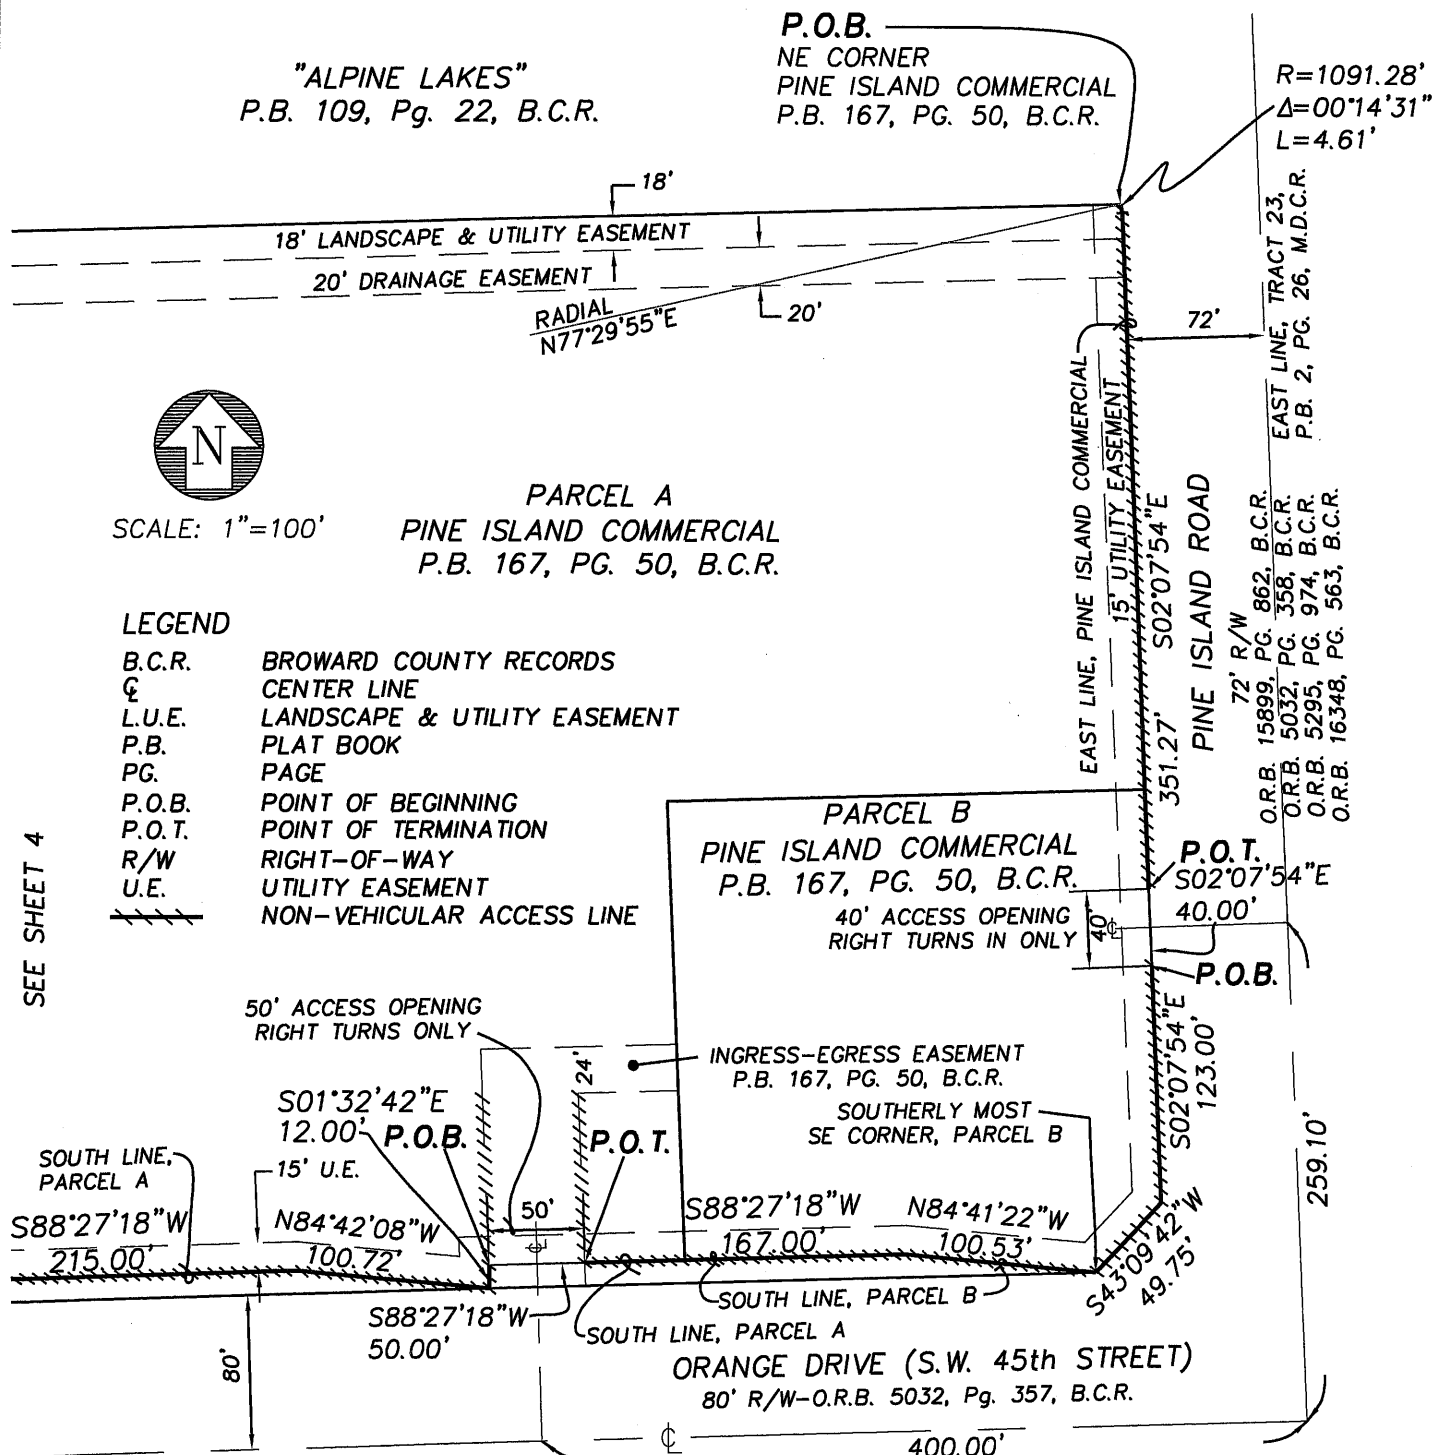 P.O.B.
NE CORNER
PINE ISLAND COMMERCIAL
P.B. 167, PG. 50, B.C.R.
"ALPINE LAKES"
P.B. 109, Pg. 22, B.C.R.
R=1091.28'
Δ=00°14'31"
L=4.61'
18'
18' LANDSCAPE & UTILITY EASEMENT
20' DRAINAGE EASEMENT
20'
RADIAL
N77°29'55"E
72'
EAST LINE, TRACT 23,
P.B. 2, PG. 26, M.D.C.R.
N
SCALE: 1"=100'
PARCEL A
PINE ISLAND COMMERCIAL
P.B. 167, PG. 50, B.C.R.
EAST LINE, PINE ISLAND COMMERCIAL
15' UTILITY EASEMENT
S02°07'54"E
351.27'
PINE ISLAND ROAD
72' R/W
O.R.B. 15899, PG. 862, B.C.R.
O.R.B. 5032, PG. 358, B.C.R.
O.R.B. 5295, PG. 974, B.C.R.
O.R.B. 16348, PG. 563, B.C.R.
LEGEND
B.C.R. BROWARD COUNTY RECORDS
℄ CENTER LINE
L.U.E. LANDSCAPE & UTILITY EASEMENT
P.B. PLAT BOOK
PG. PAGE
P.O.B. POINT OF BEGINNING
P.O.T. POINT OF TERMINATION
R/W RIGHT-OF-WAY
U.E. UTILITY EASEMENT
NON-VEHICULAR ACCESS LINE
SEE SHEET 4
PARCEL B
PINE ISLAND COMMERCIAL
P.B. 167, PG. 50, B.C.R.
P.O.T.
S02°07'54"E
40.00'
40' ACCESS OPENING
RIGHT TURNS IN ONLY
40'
℄
P.O.B.
50' ACCESS OPENING
RIGHT TURNS ONLY
24'
INGRESS-EGRESS EASEMENT
P.B. 167, PG. 50, B.C.R.
S02°07'54"E
123.00'
S01°32'42"E
12.00'
P.O.B.
P.O.T.
SOUTHERLY MOST
SE CORNER, PARCEL B
259.10'
SOUTH LINE,
PARCEL A
15' U.E.
50'
℄
S88°27'18"W
215.00'
N84°42'08"W
100.72'
S88°27'18"W
167.00'
N84°41'22"W
100.53'
S43°09'42"W
49.75'
S88°27'18"W
50.00'
SOUTH LINE, PARCEL B
SOUTH LINE, PARCEL A
80'
ORANGE DRIVE (S.W. 45th STREET)
80' R/W-O.R.B. 5032, Pg. 357, B.C.R.
℄
400.00'